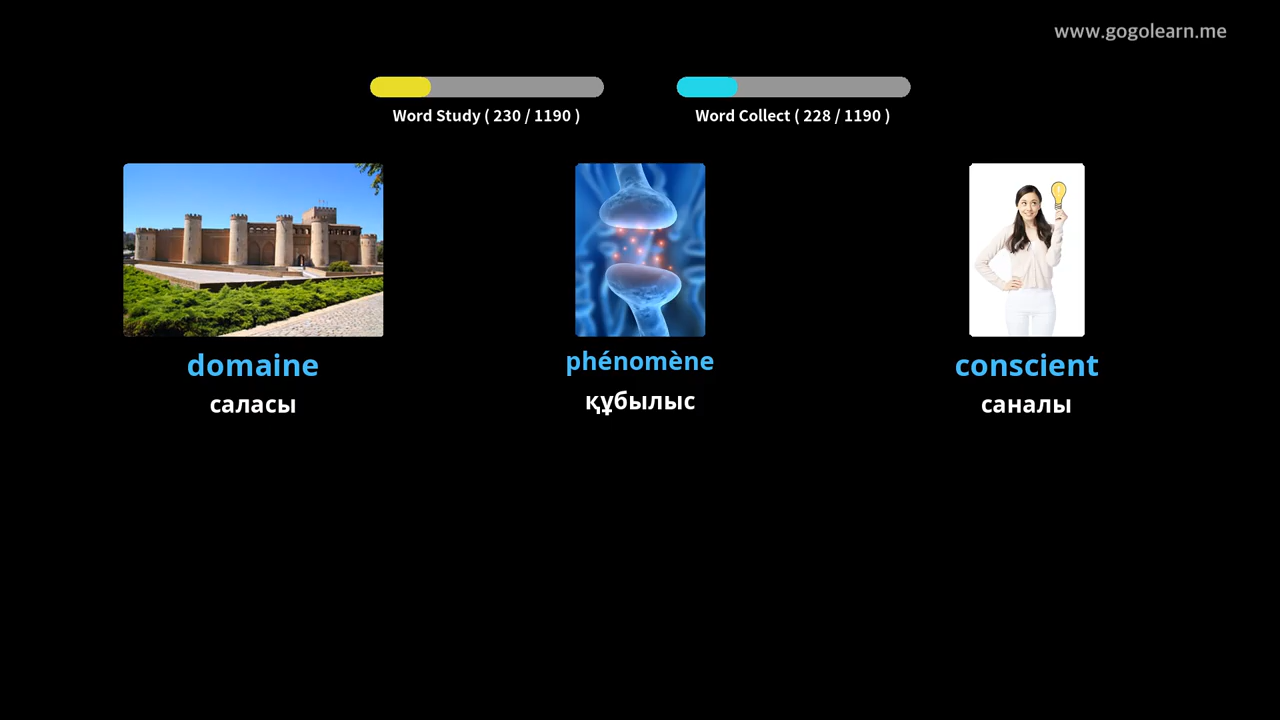 www.gogolearn.me
Word Study ( 230 / 1190 )
Word Collect ( 228 / 1190 )
domaine
phénomène
conscient
саласы
құбылыс
саналы